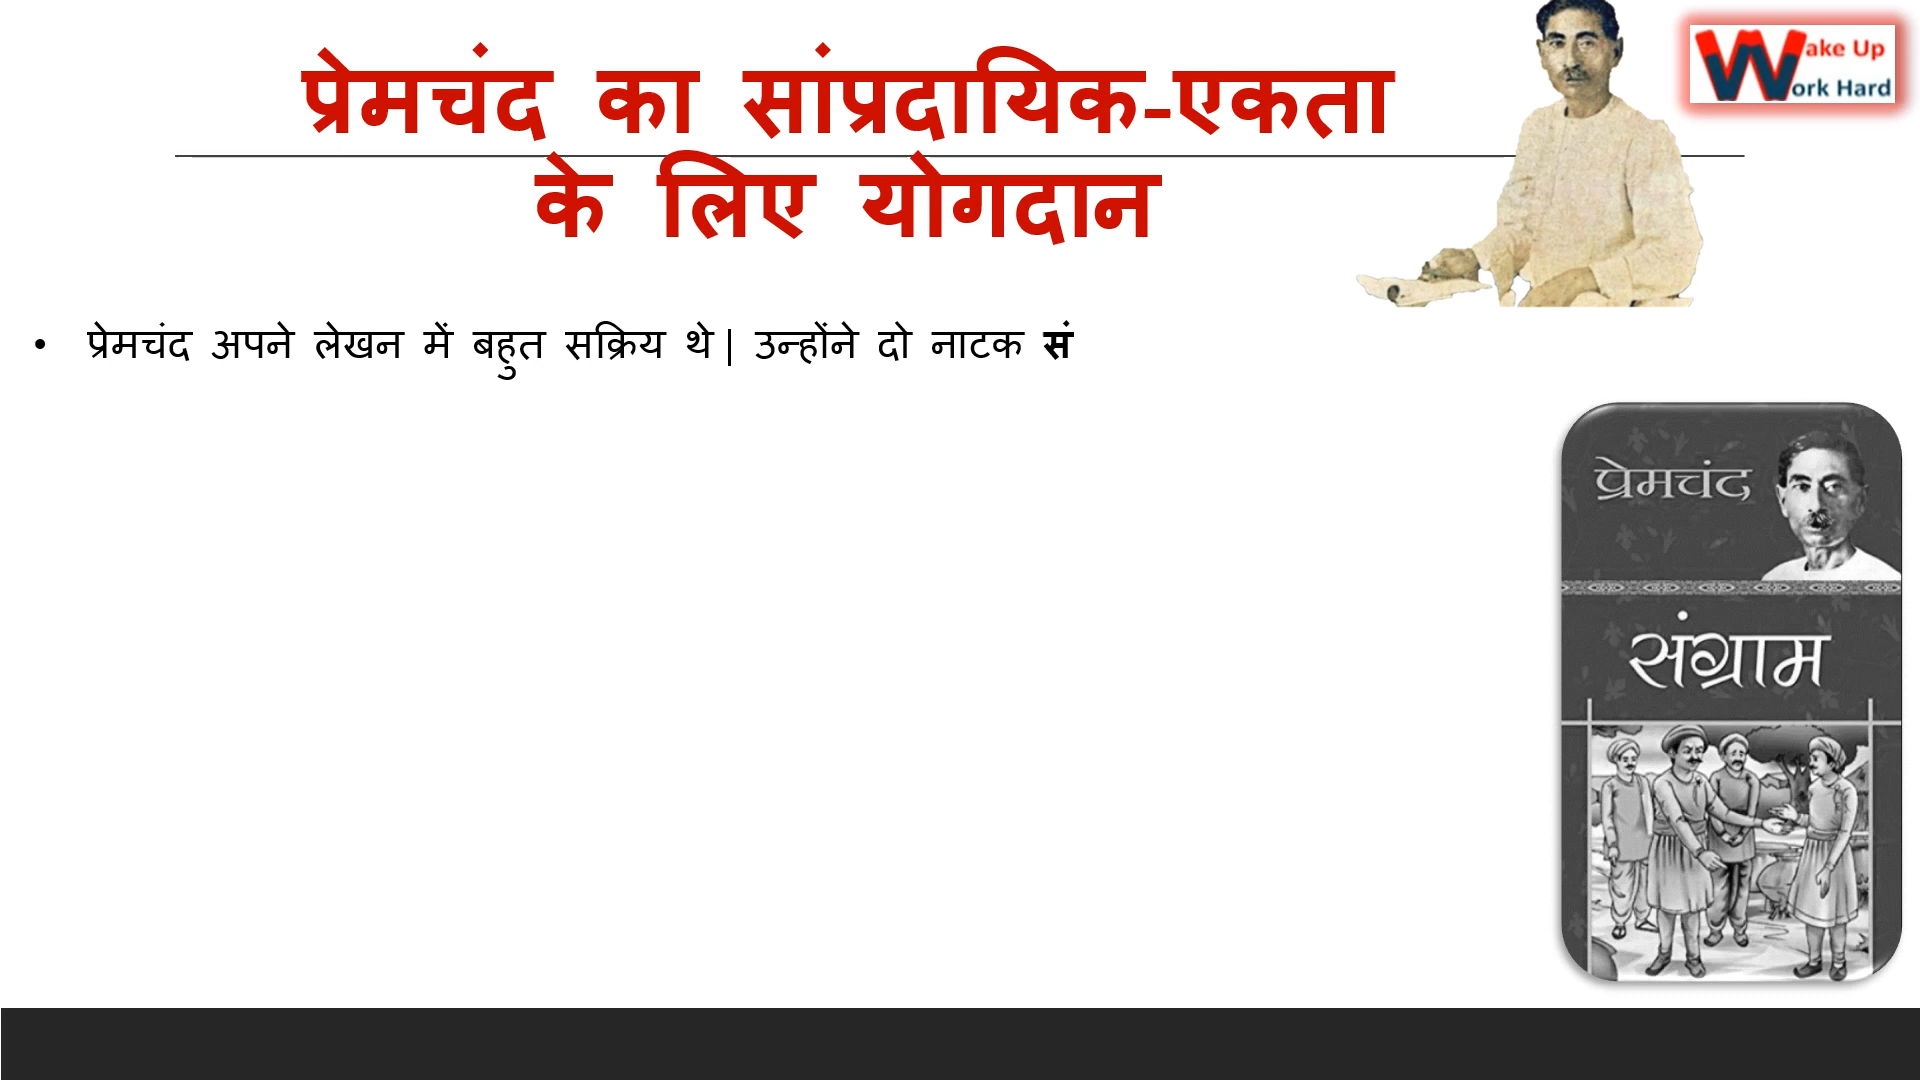 प्रेमचंद का सांप्रदायिक-एकता
के लिए योगदान
Wake Up
Work Hard
• प्रेमचंद अपने लेखन में बहुत सक्रिय थे| उन्होंने दो नाटक सं
प्रेमचंद
संग्राम